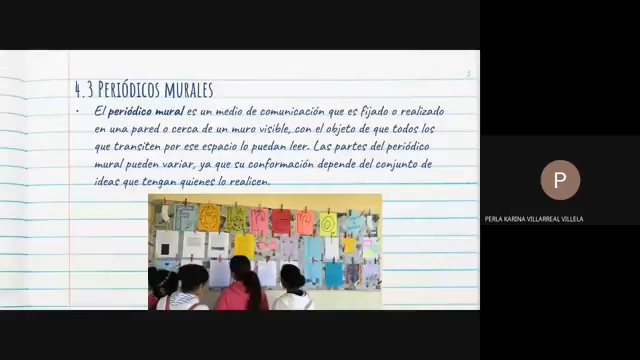 4.3 PERIÓDICOS MURALES
• El periódico mural es un medio de comunicación que es fijado o realizado
en una pared o cerca de un muro visible, con el objeto de que todos los
que transiten por ese espacio lo puedan leer. Las partes del periódico
mural pueden variar, ya que su conformación depende del conjunto de
ideas que tengan quienes lo realicen.
Febrero
P
PERLA KARINA VILLARREAL VILLELA